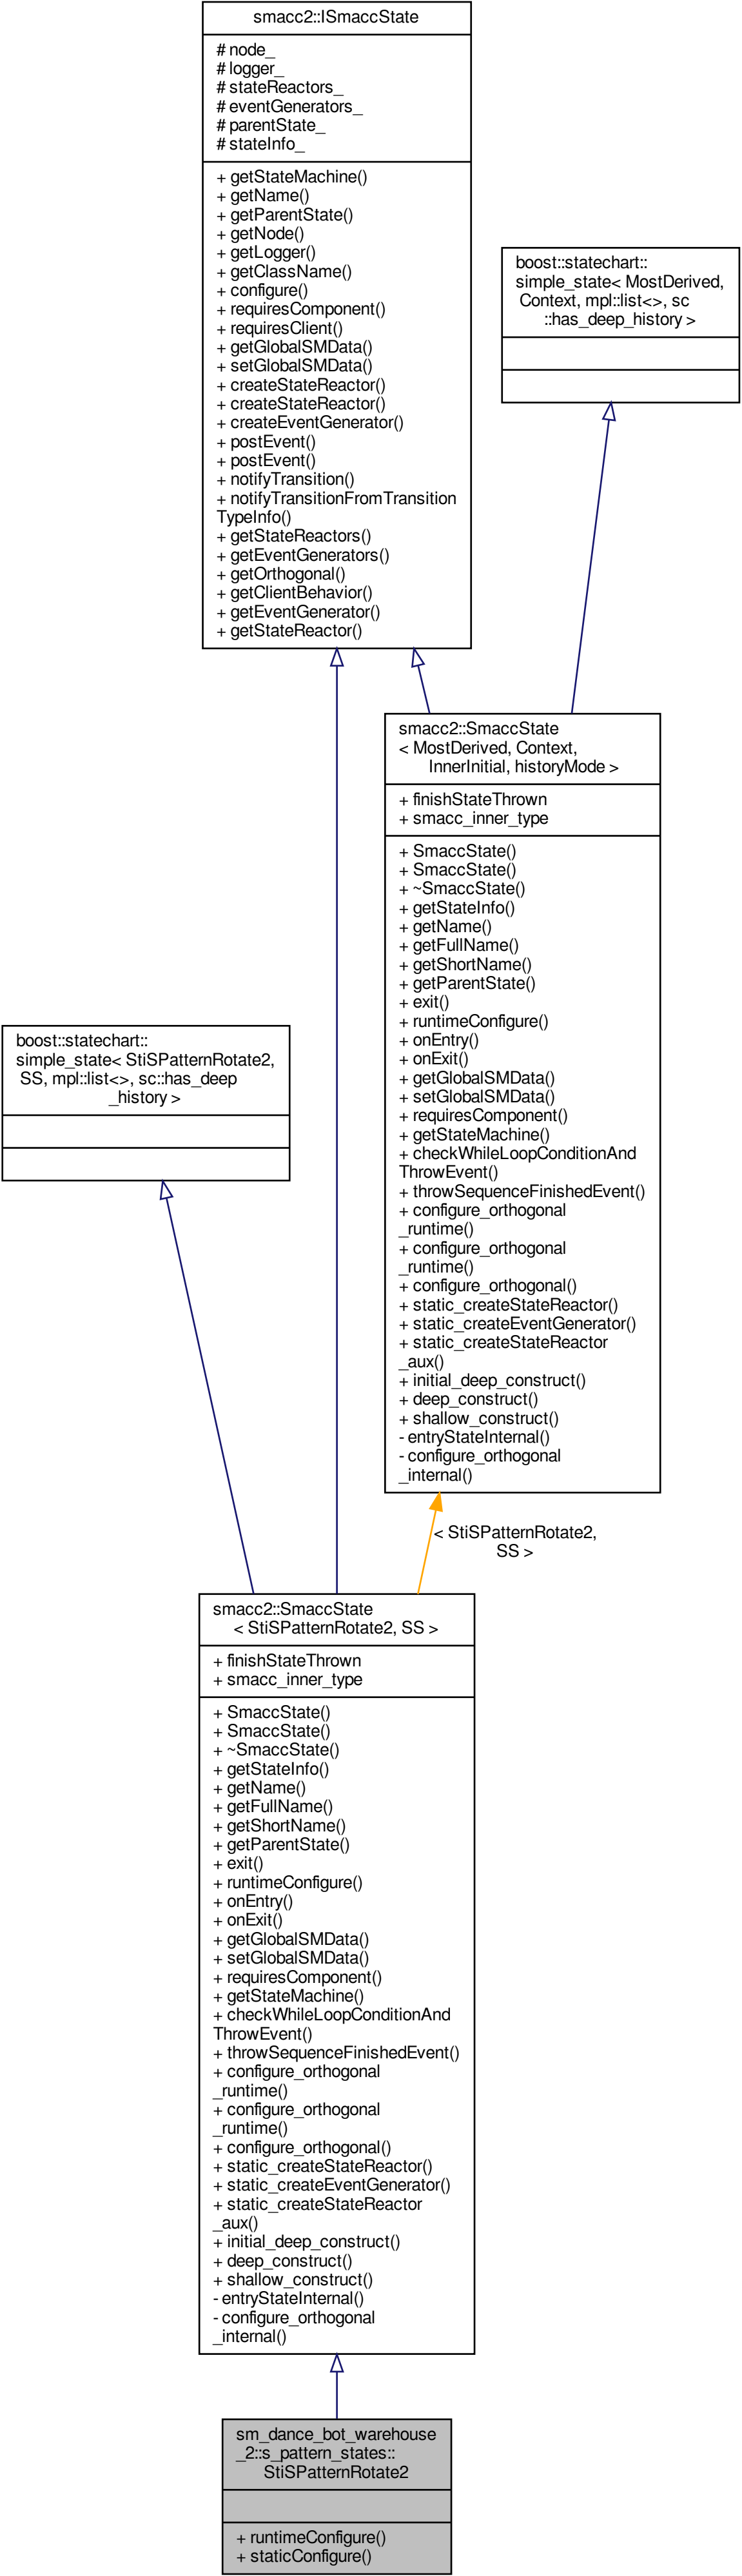 smacc2::ISmaccState
# node_
# logger_
# stateReactors_
# eventGenerators_
# parentState_
# stateInfo_
+ getStateMachine()
+ getName()
+ getParentState()
+ getNode()
+ getLogger()
+ getClassName()
+ configure()
+ requiresComponent()
+ requiresClient()
+ getGlobalSMData()
+ setGlobalSMData()
+ createStateReactor()
+ createStateReactor()
+ createEventGenerator()
+ postEvent()
+ postEvent()
+ notifyTransition()
+ notifyTransitionFromTransition
TypeInfo()
+ getStateReactors()
+ getEventGenerators()
+ getOrthogonal()
+ getClientBehavior()
+ getEventGenerator()
+ getStateReactor()
boost::statechart::
simple_state< MostDerived,
Context, mpl::list<>, sc
::has_deep_history >
smacc2::SmaccState
< MostDerived, Context,
InnerInitial, historyMode >
+ finishStateThrown
+ smacc_inner_type
+ SmaccState()
+ SmaccState()
+ ~SmaccState()
+ getStateInfo()
+ getName()
+ getFullName()
+ getShortName()
+ getParentState()
+ exit()
+ runtimeConfigure()
+ onEntry()
+ onExit()
+ getGlobalSMData()
+ setGlobalSMData()
+ requiresComponent()
+ getStateMachine()
+ checkWhileLoopConditionAnd
ThrowEvent()
+ throwSequenceFinishedEvent()
+ configure_orthogonal
_runtime()
+ configure_orthogonal
_runtime()
+ configure_orthogonal()
+ static_createStateReactor()
+ static_createEventGenerator()
+ static_createStateReactor
_aux()
+ initial_deep_construct()
+ deep_construct()
+ shallow_construct()
- entryStateInternal()
- configure_orthogonal
_internal()
boost::statechart::
simple_state< StiSPatternRotate2,
SS, mpl::list<>, sc::has_deep
_history >
< StiSPatternRotate2,
SS >
smacc2::SmaccState
< StiSPatternRotate2, SS >
+ finishStateThrown
+ smacc_inner_type
+ SmaccState()
+ SmaccState()
+ ~SmaccState()
+ getStateInfo()
+ getName()
+ getFullName()
+ getShortName()
+ getParentState()
+ exit()
+ runtimeConfigure()
+ onEntry()
+ onExit()
+ getGlobalSMData()
+ setGlobalSMData()
+ requiresComponent()
+ getStateMachine()
+ checkWhileLoopConditionAnd
ThrowEvent()
+ throwSequenceFinishedEvent()
+ configure_orthogonal
_runtime()
+ configure_orthogonal
_runtime()
+ configure_orthogonal()
+ static_createStateReactor()
+ static_createEventGenerator()
+ static_createStateReactor
_aux()
+ initial_deep_construct()
+ deep_construct()
+ shallow_construct()
- entryStateInternal()
- configure_orthogonal
_internal()
sm_dance_bot_warehouse
_2::s_pattern_states::
StiSPatternRotate2
+ runtimeConfigure()
+ staticConfigure()